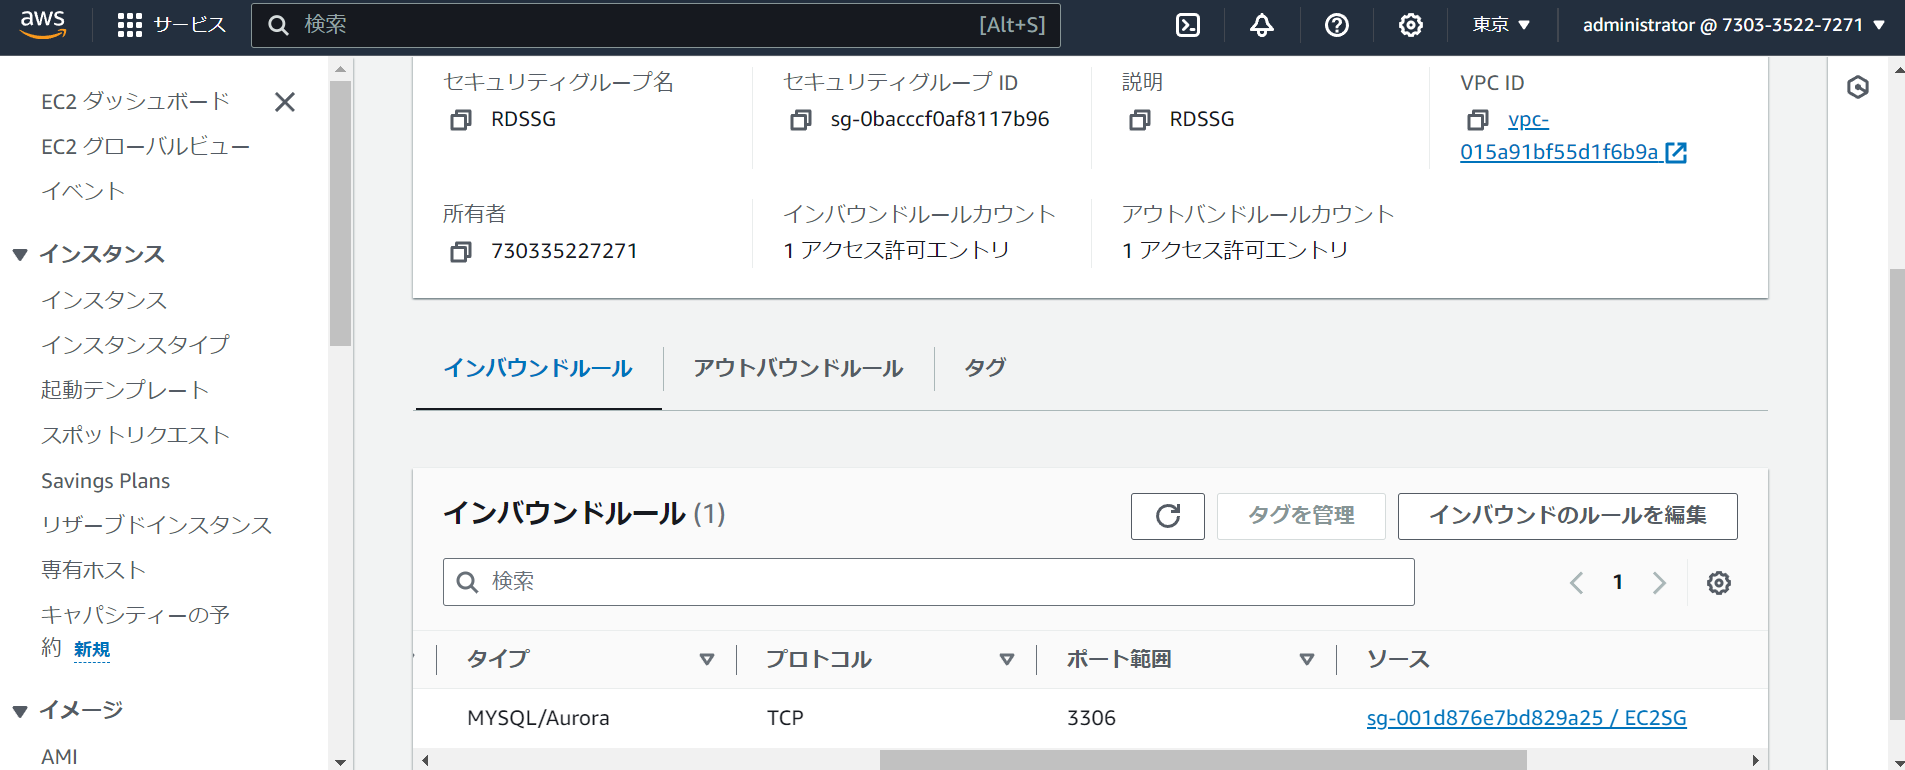 aws
サービス
検索
[Alt+S]
東京
administrator @ 7303-3522-7271
EC2 ダッシュボード
EC2 グローバルビュー
イベント
インスタンス
インスタンス
インスタンスタイプ
起動テンプレート
スポットリクエスト
Savings Plans
リザーブドインスタンス
専有ホスト
キャパシティーの予
約 新規
イメージ
AMI
セキュリティグループ名
RDSSG
セキュリティグループ ID
sg-0bacccf0af8117b96
説明
RDSSG
VPC ID
vpc-
015a91bf55d1f6b9a
所有者
730335227271
インバウンドルールカウント
1 アクセス許可エントリ
アウトバンドルールカウント
1 アクセス許可エントリ
インバウンドルール
アウトバウンドルール
タグ
インバウンドルール (1)
タグを管理
インバウンドのルールを編集
検索
1
タイプ
プロトコル
ポート範囲
ソース
MYSQL/Aurora
TCP
3306
sg-001d876e7bd829a25 / EC2SG